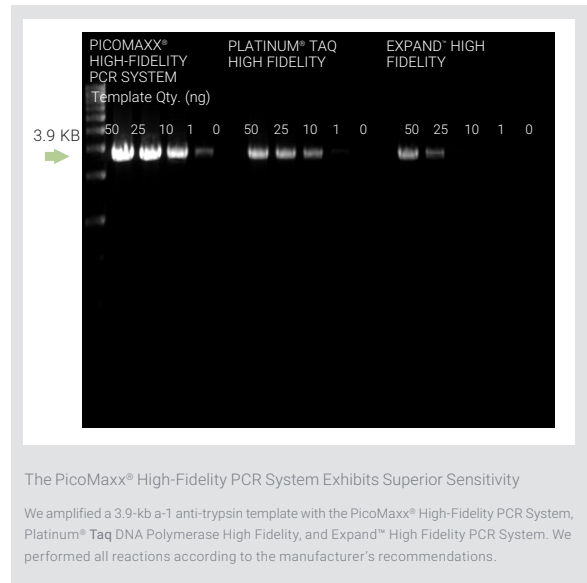 PICOMAXX®
HIGH-FIDELITY
PCR SYSTEM
PLATINUM® TAQ
HIGH FIDELITY
EXPAND™ HIGH
FIDELITY
Template Qty. (ng)
3.9 KB
50 25 10 1 0 50 25 10 1 0 50 25 10 1 0
The PicoMaxx® High-Fidelity PCR System Exhibits Superior Sensitivity
We amplified a 3.9-kb a-1 anti-trypsin template with the PicoMaxx® High-Fidelity PCR System,
Platinum® Taq DNA Polymerase High Fidelity, and Expand™ High Fidelity PCR System. We
performed all reactions according to the manufacturer’s recommendations.